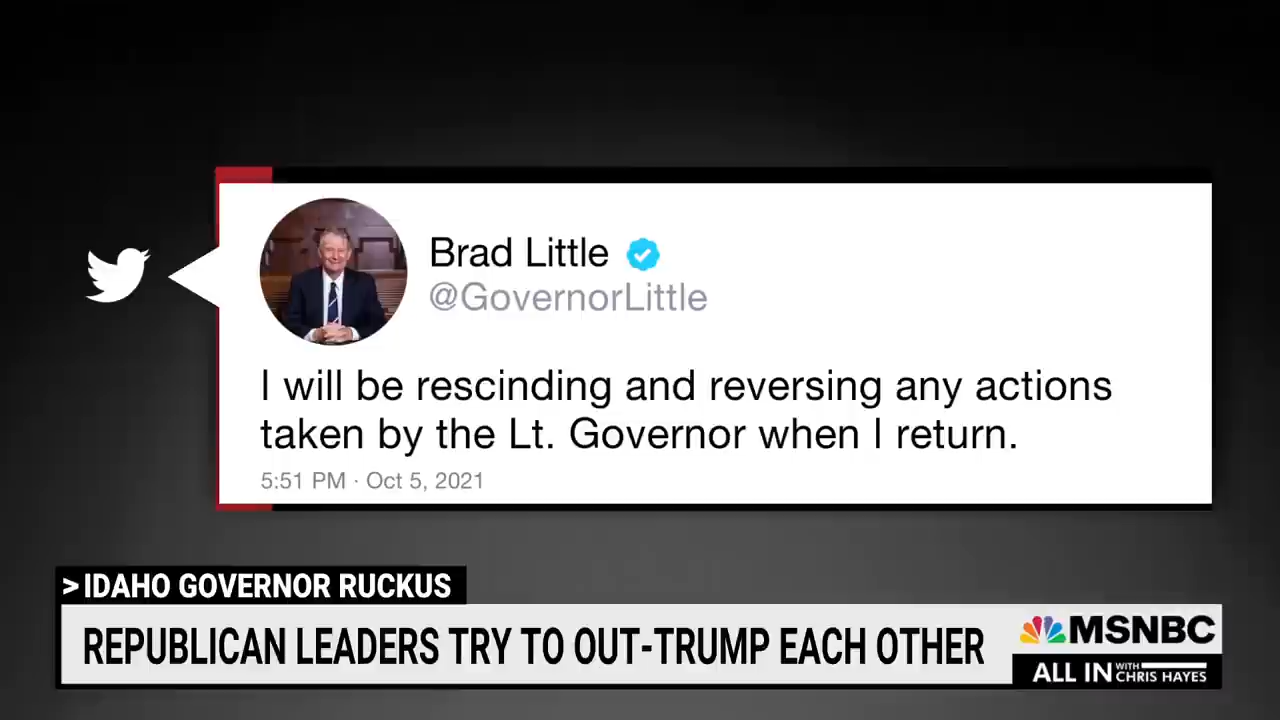 Brad Little
@GovernorLittle
I will be rescinding and reversing any actions
taken by the Lt. Governor when I return.
5:51 PM · Oct 5, 2021
>IDAHO GOVERNOR RUCKUS
REPUBLICAN LEADERS TRY TO OUT-TRUMP EACH OTHER
MSNBC
ALL IN WITH CHRIS HAYES